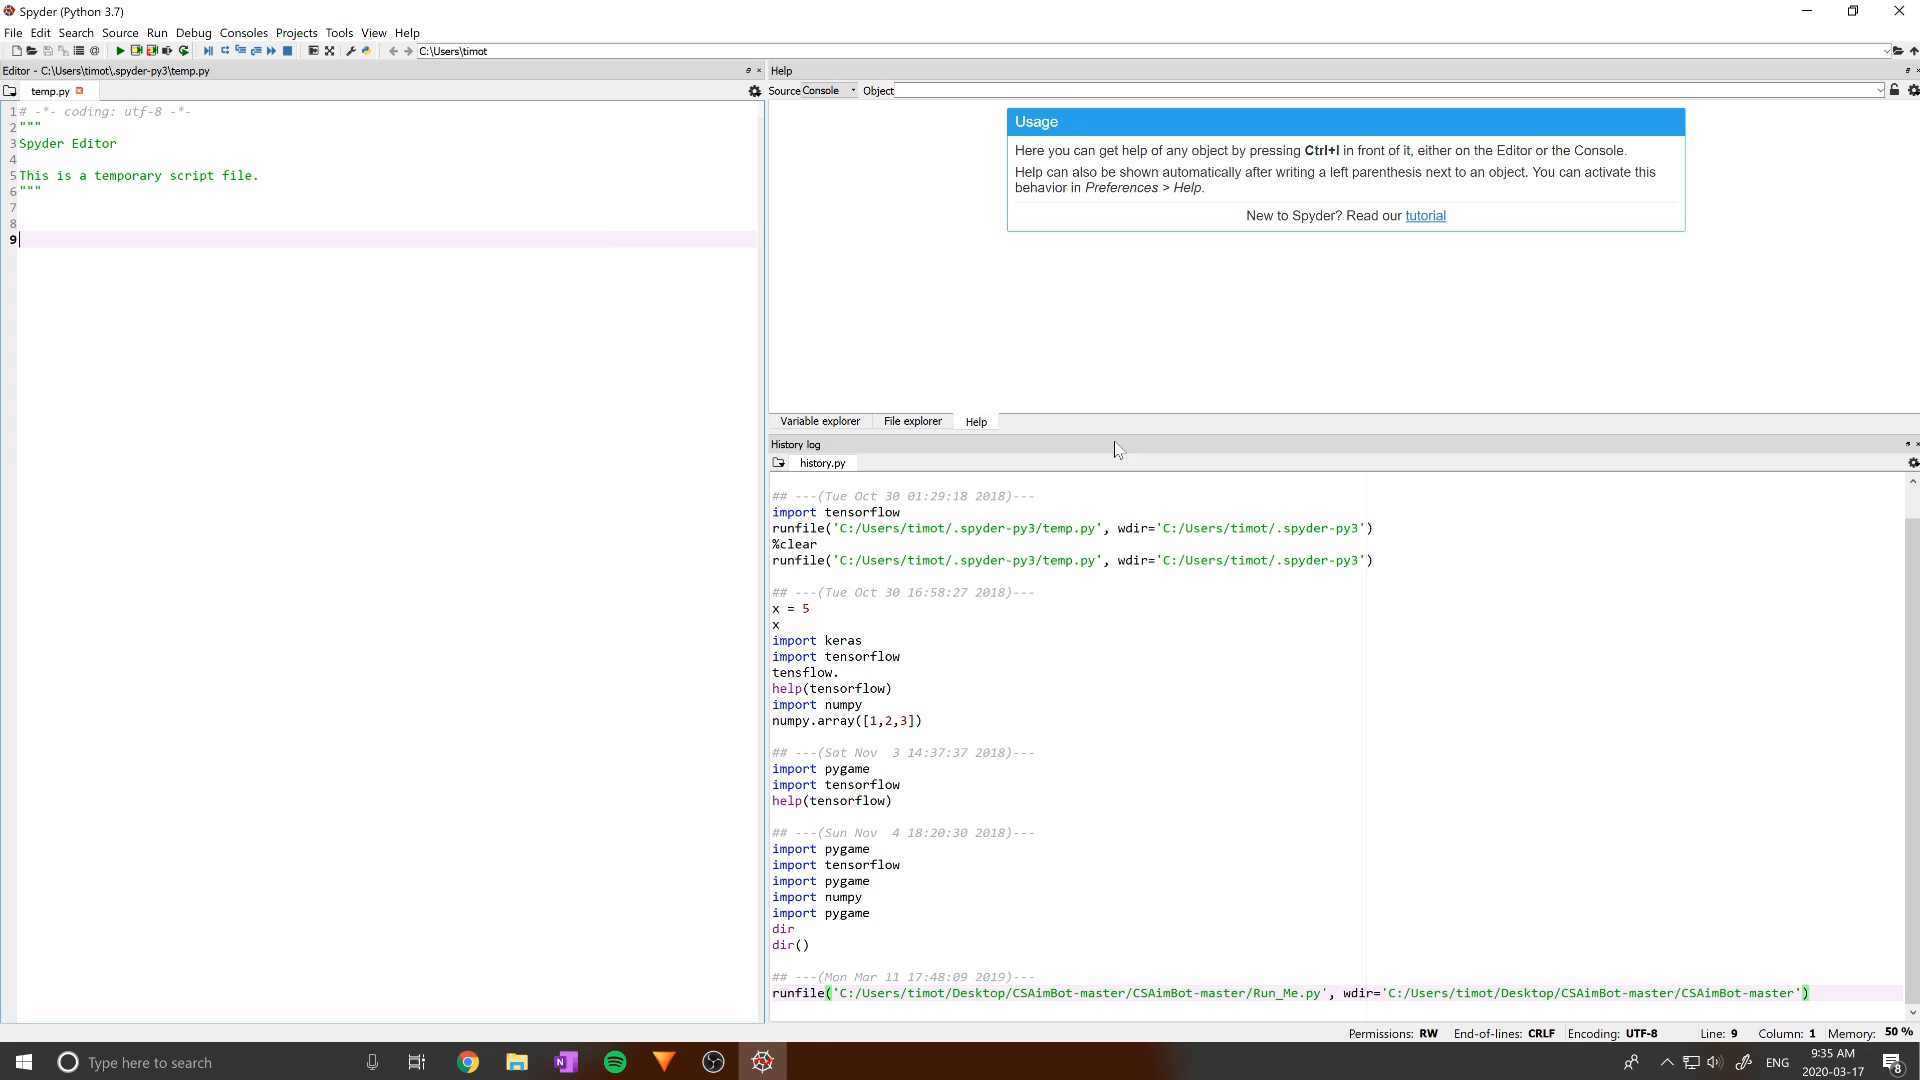 Spyder (Python 3.7)
File Edit Search Source Run Debug Consoles Projects Tools View Help
C:\Users\timot
Editor - C:\Users\timot\.spyder-py3\temp.py
temp.py
1 # -*- coding: utf-8 -*-
2 """
3 Spyder Editor
4
5 This is a temporary script file.
6 """
7
8
9
Help
Source Console Object
Usage
Here you can get help of any object by pressing Ctrl+I in front of it, either on the Editor or the Console.
Help can also be shown automatically after writing a left parenthesis next to an object. You can activate this
behavior in Preferences > Help.
New to Spyder? Read our tutorial
Variable explorer File explorer Help
History log
history.py
## ---(Tue Oct 30 01:29:18 2018)---
import tensorflow
runfile('C:/Users/timot/.spyder-py3/temp.py', wdir='C:/Users/timot/.spyder-py3')
%clear
runfile('C:/Users/timot/.spyder-py3/temp.py', wdir='C:/Users/timot/.spyder-py3')
## ---(Tue Oct 30 16:58:27 2018)---
x = 5
x
import keras
import tensorflow
tensflow.
help(tensorflow)
import numpy
numpy.array([1,2,3])
## ---(Sat Nov  3 14:37:37 2018)---
import pygame
import tensorflow
help(tensorflow)
## ---(Sun Nov  4 18:20:30 2018)---
import pygame
import tensorflow
import pygame
import numpy
import pygame
dir
dir()
## ---(Mon Mar 11 17:48:09 2019)---
runfile('C:/Users/timot/Desktop/CSAimBot-master/CSAimBot-master/Run_Me.py', wdir='C:/Users/timot/Desktop/CSAimBot-master/CSAimBot-master')
Permissions: RW End-of-lines: CRLF Encoding: UTF-8 Line: 9 Column: 1 Memory: 50 %
Type here to search
ENG
9:35 AM
2020-03-17
8